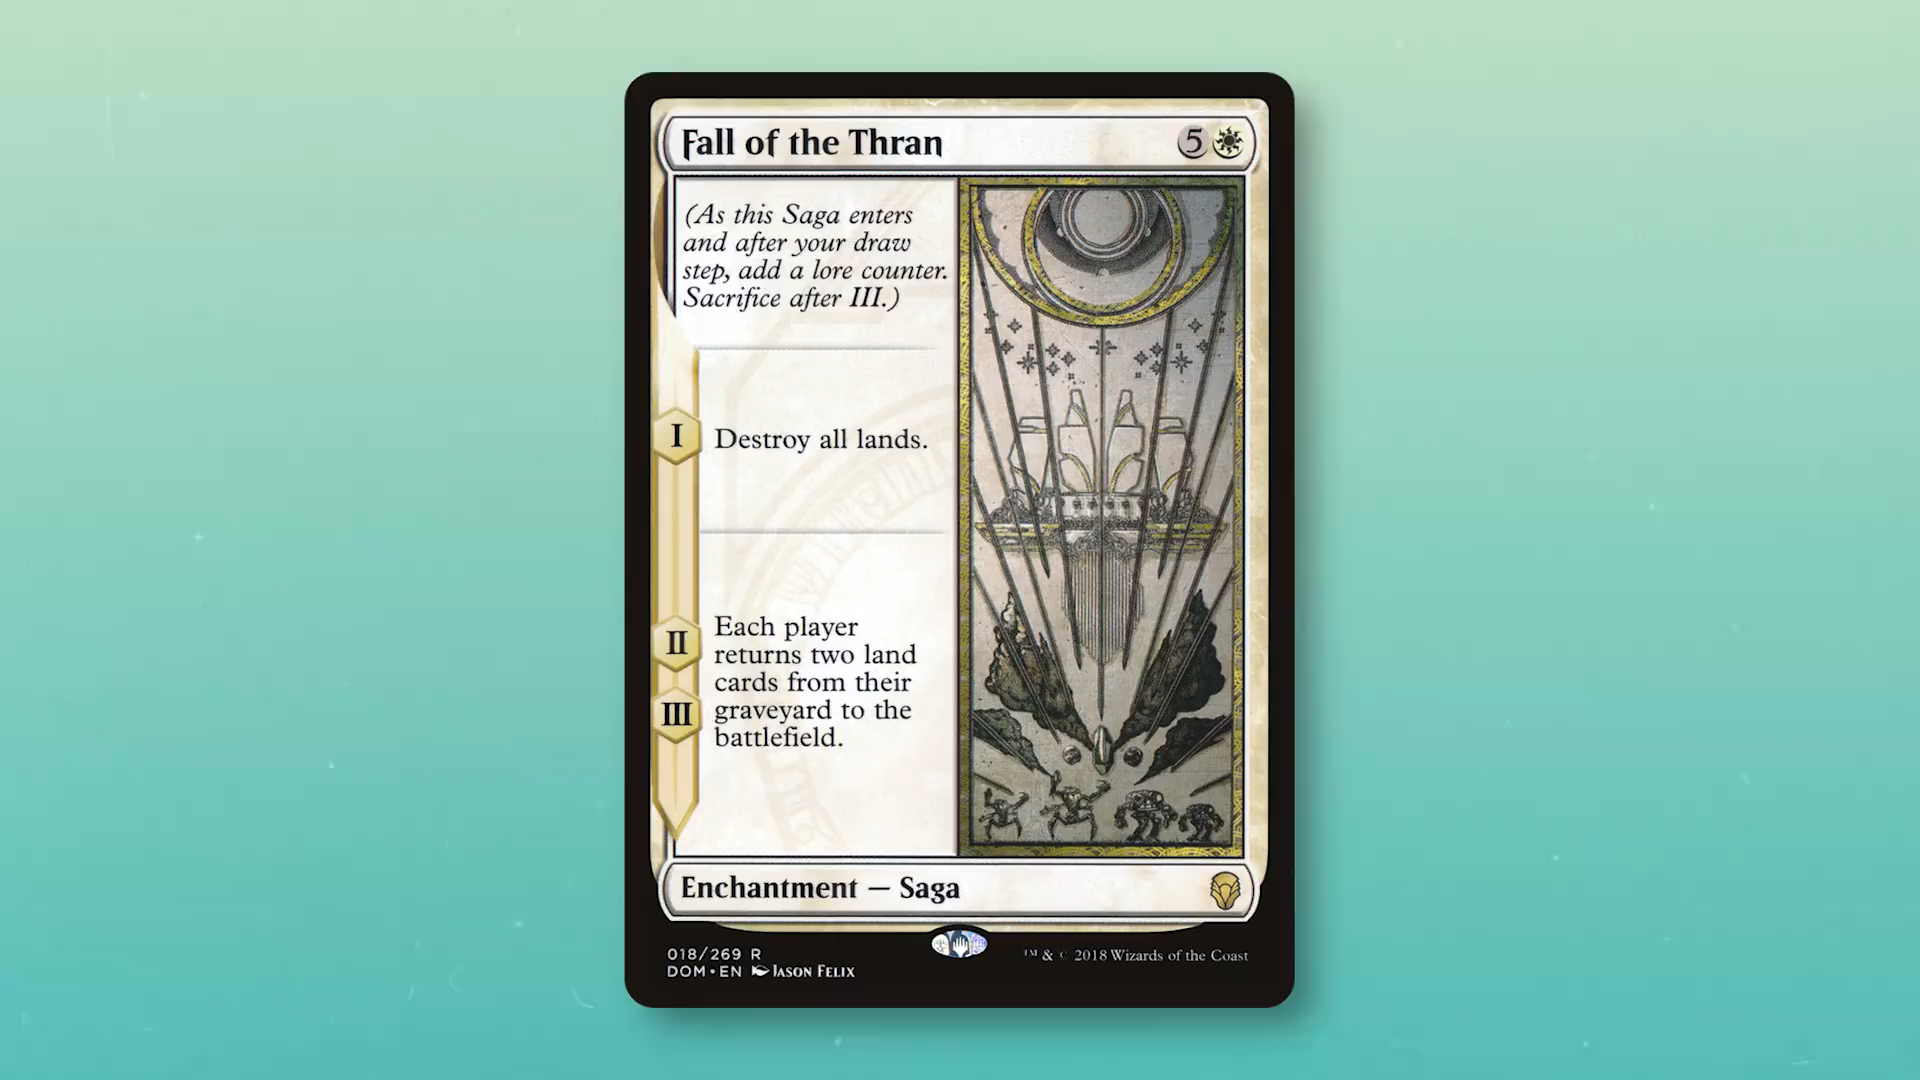 Fall of the Thran
5
(As this Saga enters
and after your draw
step, add a lore counter.
Sacrifice after III.)
I
Destroy all lands.
II
III
Each player
returns two land
cards from their
graveyard to the
battlefield.
Enchantment — Saga
018/269 R
DOM • EN Jason Felix
™ & © 2018 Wizards of the Coast